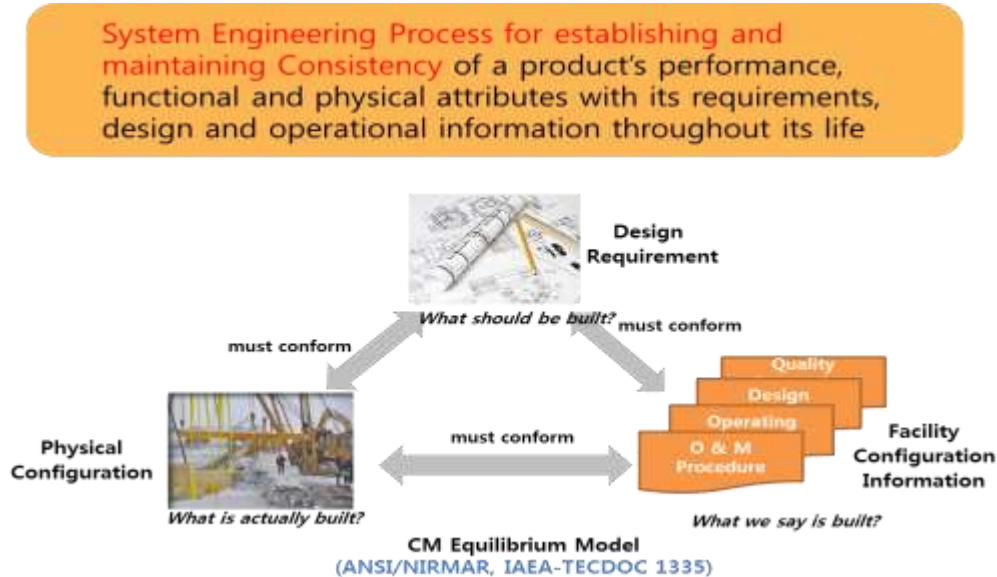 System Engineering Process for establishing and
maintaining Consistency of a product's performance,
functional and physical attributes with its requirements,
design and operational information throughout its life
Design
Requirement
What should be built?
must conform
must conform
Quality
Design
Operating
O & M
Procedure
Physical
Configuration
must conform
Facility
Configuration
Information
What is actually built?
What we say is built?
CM Equilibrium Model
(ANSI/NIRMAR, IAEA-TECDOC 1335)